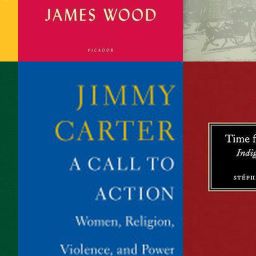 JAMES WOOD
PICADOR
JIMMY
CARTER
A CALL TO
ACTION
Women, Religion,
Violence, and Power
Time f
Indig
STÉPH